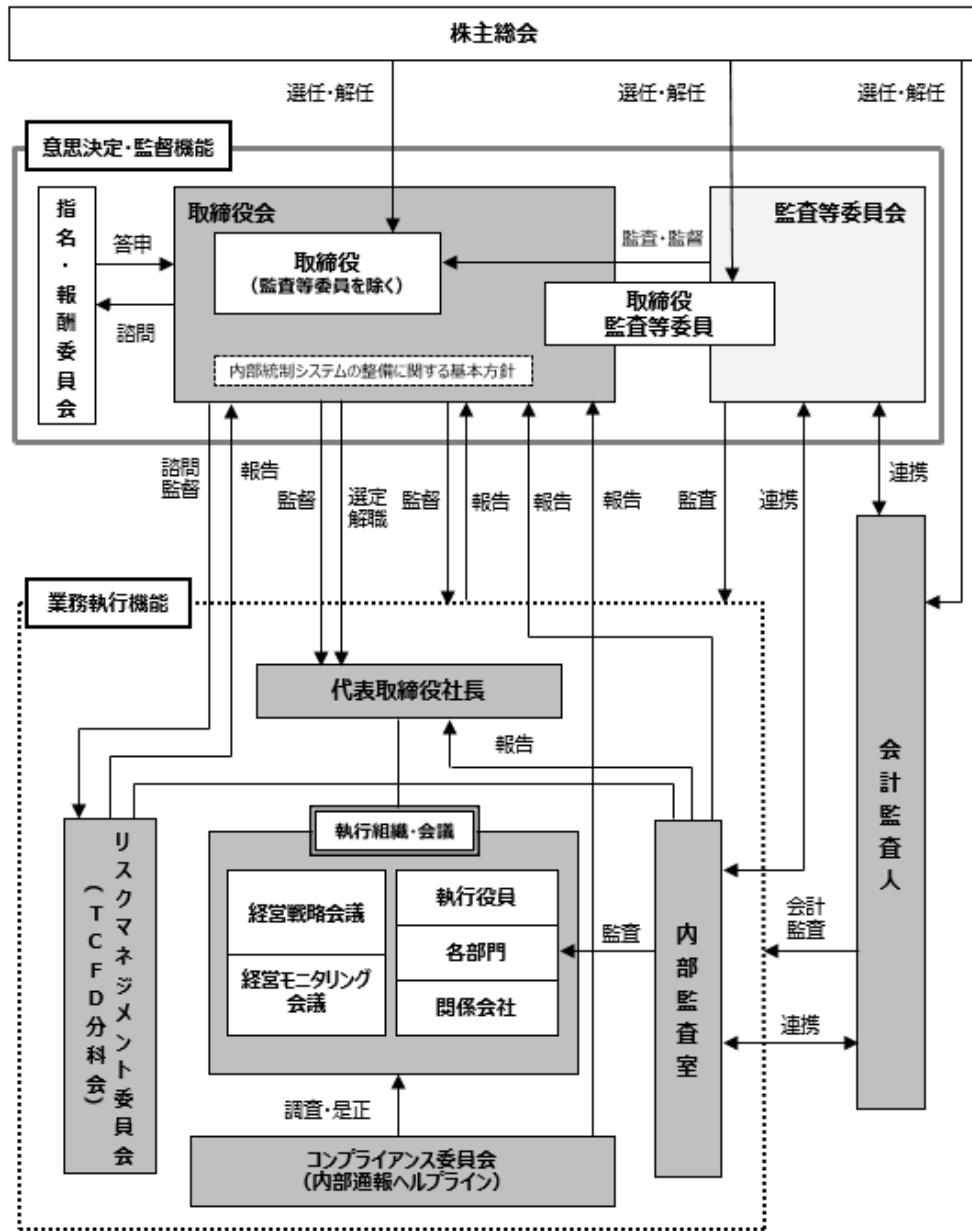 株主総会
選任・解任
選任・解任
選任・解任
意思決定・監督機能
指名・報酬委員会
答申
諮問
取締役会
取締役
（監査等委員を除く）
監査・監督
監査等委員会
取締役
監査等委員
内部統制システムの整備に関する基本方針
諮問
監督
報告
監督
選定
解職
監督
報告
報告
報告
監査
連携
連携
業務執行機能
代表取締役社長
報告
執行組織・会議
経営戦略会議
経営モニタリング
会議
執行役員
各部門
関係会社
監査
リスクマネジメント委員会
（TCFD分科会）
内部監査室
会計監査人
会計
監査
連携
調査・是正
コンプライアンス委員会
（内部通報ヘルプライン）